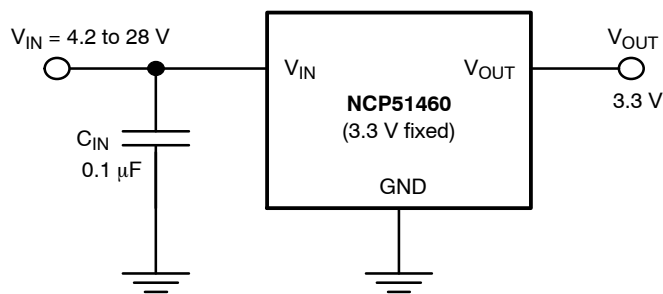 V_IN = 4.2 to 28 V
V_OUT
V_IN
V_OUT
NCP51460
3.3 V
(3.3 V fixed)
C_IN
0.1 μF
GND